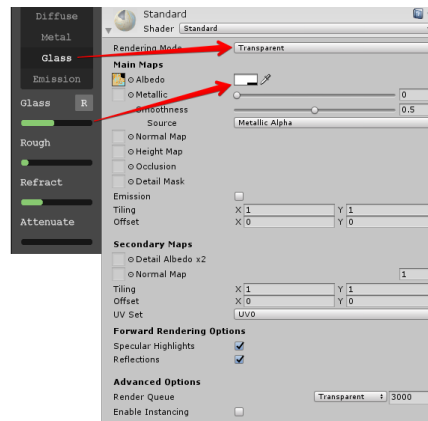 Diffuse
Metal
Glass
Emission
Glass R
Rough
Refract
Attenuate
Standard
Shader Standard
Rendering Mode Transparent
Main Maps
Albedo
Metallic 0
Smoothness 0.5
Source Metallic Alpha
Normal Map
Height Map
Occlusion
Detail Mask
Emission
Tiling X 1 Y 1
Offset X 0 Y 0
Secondary Maps
Detail Albedo x2
Normal Map 1
Tiling X 1 Y 1
Offset X 0 Y 0
UV Set UV0
Forward Rendering Options
Specular Highlights
Reflections
Advanced Options
Render Queue Transparent 3000
Enable Instancing